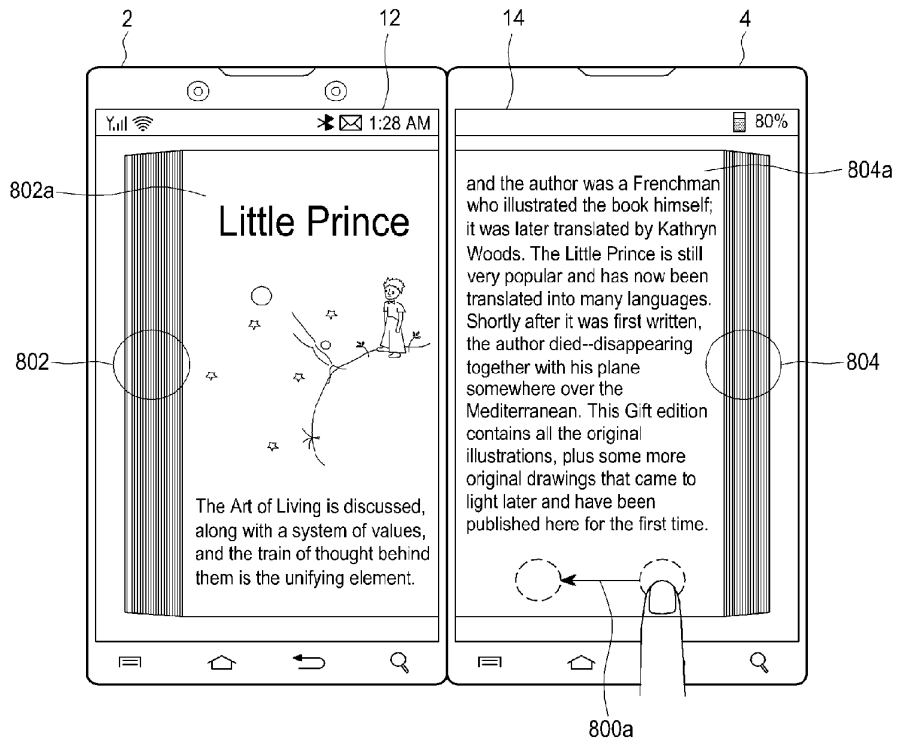 2
12
14
4
1:28 AM
80%
802a
804a
Little Prince
and the author was a Frenchman
who illustrated the book himself;
it was later translated by Kathryn
Woods. The Little Prince is still
very popular and has now been
translated into many languages.
Shortly after it was first written,
the author died--disappearing
together with his plane
somewhere over the
Mediterranean. This Gift edition
contains all the original
illustrations, plus some more
original drawings that came to
light later and have been
published here for the first time.
802
804
The Art of Living is discussed,
along with a system of values,
and the train of thought behind
them is the unifying element.
800a